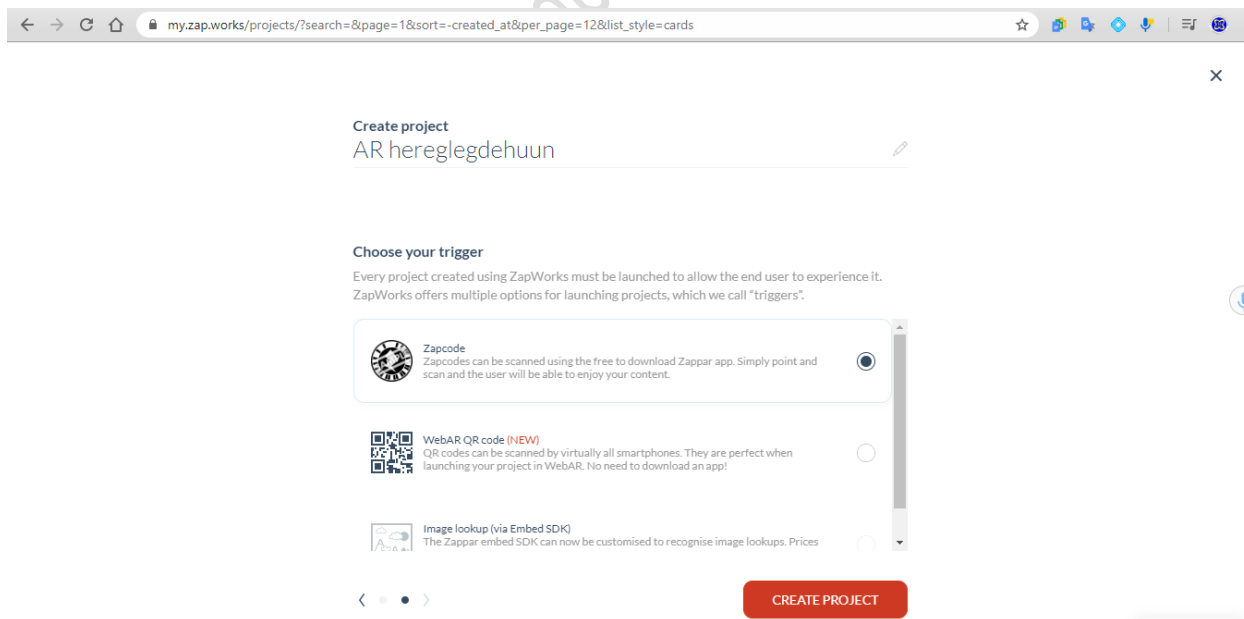 my.zap.works/projects/?search=&page=1&sort=-created_at&per_page=12&list_style=cards
Create project
AR hereglegdehuun
Choose your trigger
Every project created using ZapWorks must be launched to allow the end user to experience it.
ZapWorks offers multiple options for launching projects, which we call "triggers".
Zapcode
Zapcodes can be scanned using the free to download Zappar app. Simply point and
scan and the user will be able to enjoy your content.
WebAR QR code (NEW)
QR codes can be scanned by virtually all smartphones. They are perfect when
launching your project in WebAR. No need to download an app!
Image lookup (via Embed SDK)
The Zappar embed SDK can now be customised to recognise image lookups. Prices
CREATE PROJECT